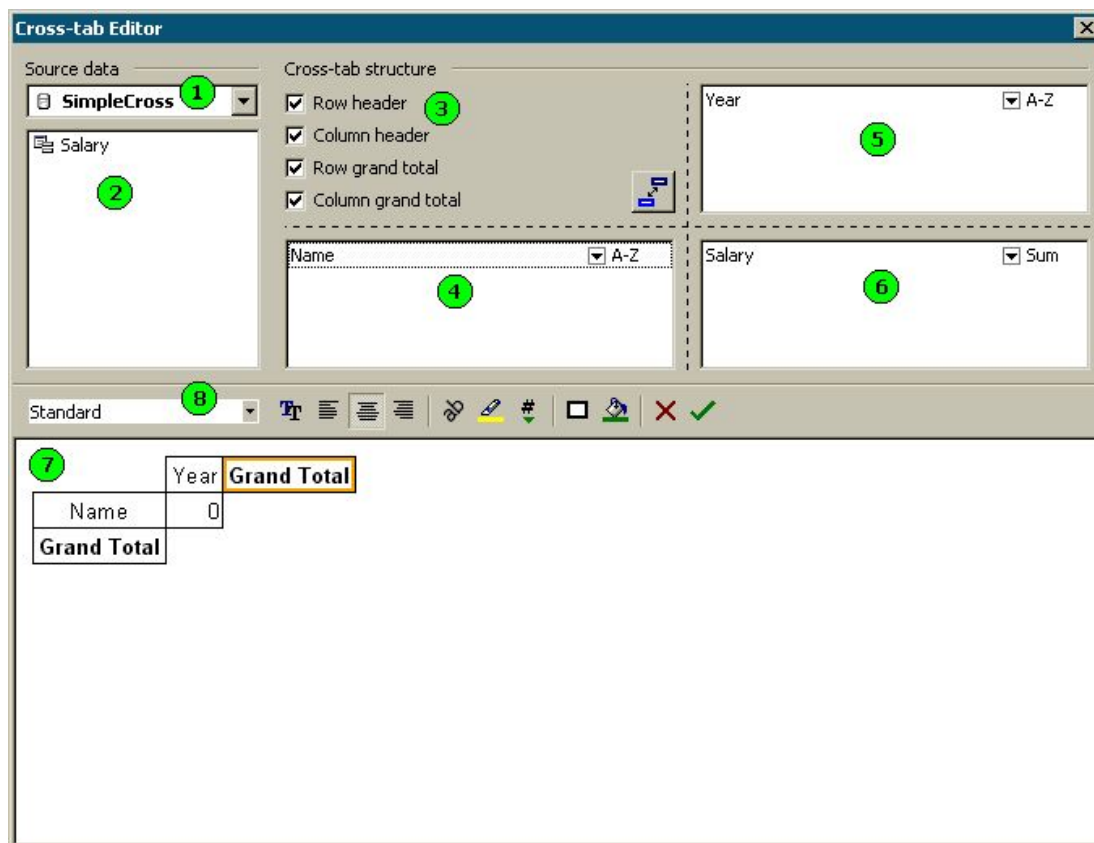 Cross-tab Editor
Source data
Cross-tab structure
SimpleCross
1
Salary
2
Row header
3
Column header
Row grand total
Column grand total
Year A-Z
5
Name A-Z
4
Salary Sum
6
Standard
8
7
Year Grand Total
Name 0
Grand Total